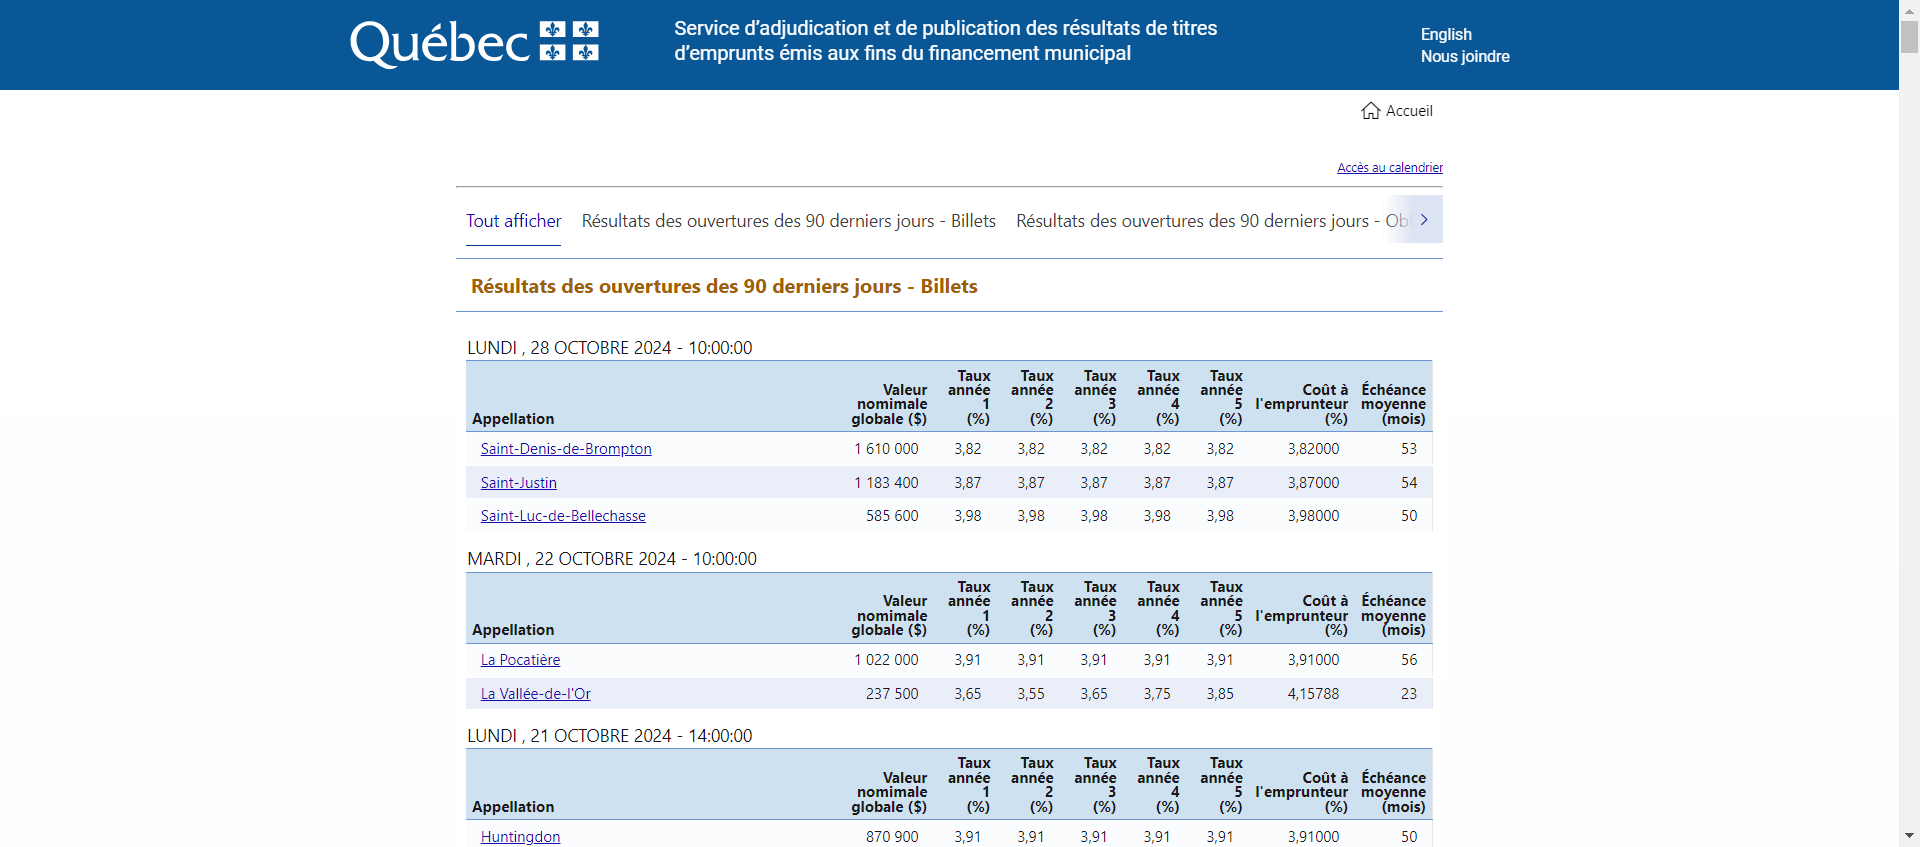 Québec
Service d’adjudication et de publication des résultats de titres
d’emprunts émis aux fins du financement municipal
English
Nous joindre
Accueil
Accès au calendrier
Tout afficher Résultats des ouvertures des 90 derniers jours - Billets Résultats des ouvertures des 90 derniers jours - Ob
Résultats des ouvertures des 90 derniers jours - Billets
LUNDI , 28 OCTOBRE 2024 - 10:00:00
Appellation Valeur nomimale globale ($) Taux année 1 (%) Taux année 2 (%) Taux année 3 (%) Taux année 4 (%) Taux année 5 (%) Coût à l'emprunteur (%) Échéance moyenne (mois)
Saint-Denis-de-Brompton 1 610 000 3,82 3,82 3,82 3,82 3,82 3,82000 53
Saint-Justin 1 183 400 3,87 3,87 3,87 3,87 3,87 3,87000 54
Saint-Luc-de-Bellechasse 585 600 3,98 3,98 3,98 3,98 3,98 3,98000 50
MARDI , 22 OCTOBRE 2024 - 10:00:00
Appellation Valeur nomimale globale ($) Taux année 1 (%) Taux année 2 (%) Taux année 3 (%) Taux année 4 (%) Taux année 5 (%) Coût à l'emprunteur (%) Échéance moyenne (mois)
La Pocatière 1 022 000 3,91 3,91 3,91 3,91 3,91 3,91000 56
La Vallée-de-l'Or 237 500 3,65 3,55 3,65 3,75 3,85 4,15788 23
LUNDI , 21 OCTOBRE 2024 - 14:00:00
Appellation Valeur nomimale globale ($) Taux année 1 (%) Taux année 2 (%) Taux année 3 (%) Taux année 4 (%) Taux année 5 (%) Coût à l'emprunteur (%) Échéance moyenne (mois)
Huntingdon 870 900 3,91 3,91 3,91 3,91 3,91 3,91000 50